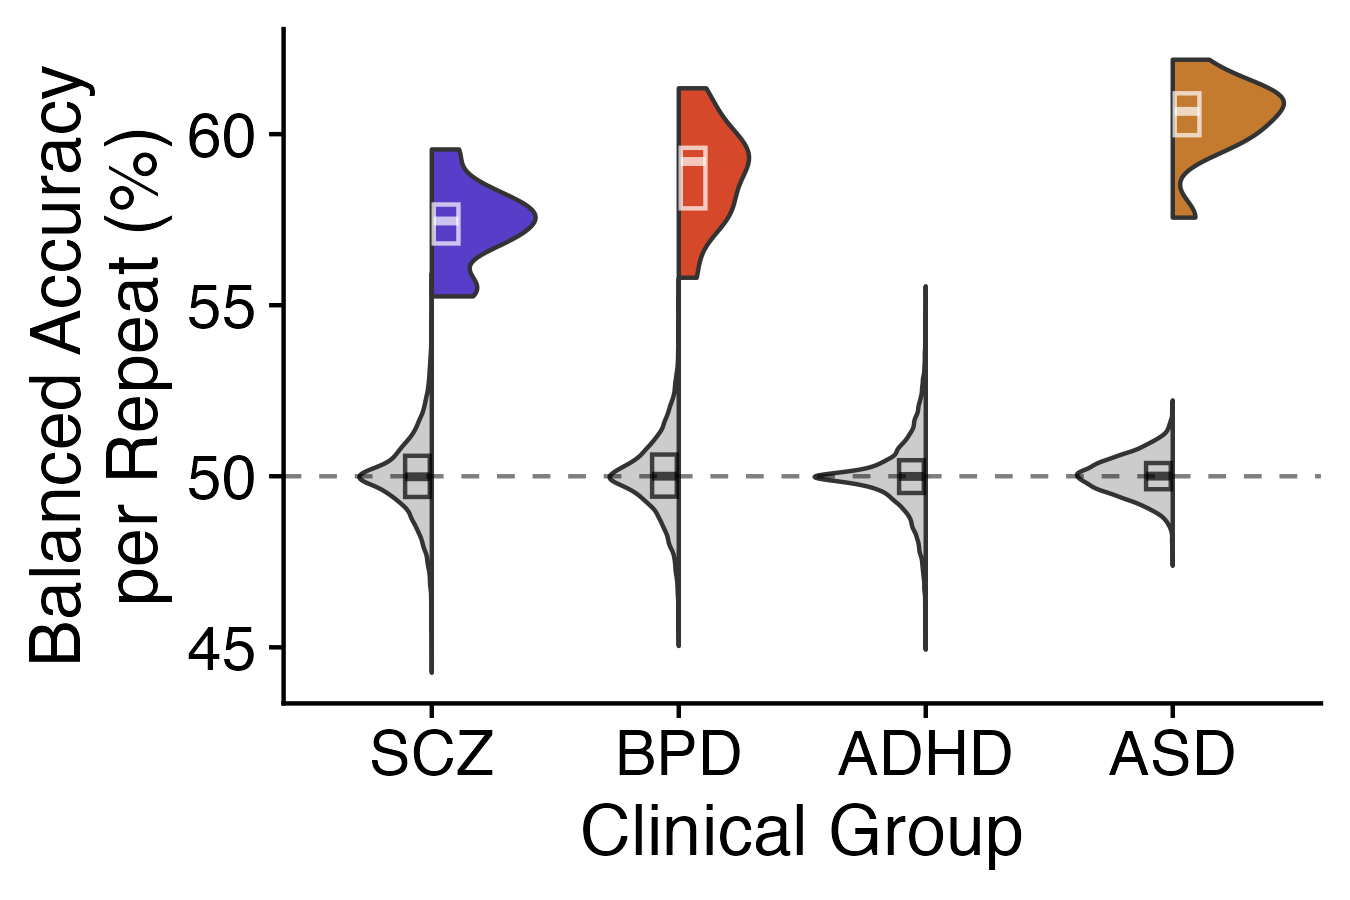 Balanced Accuracy
per Repeat (%)
60
55
50
45
SCZ BPD ADHD ASD
Clinical Group